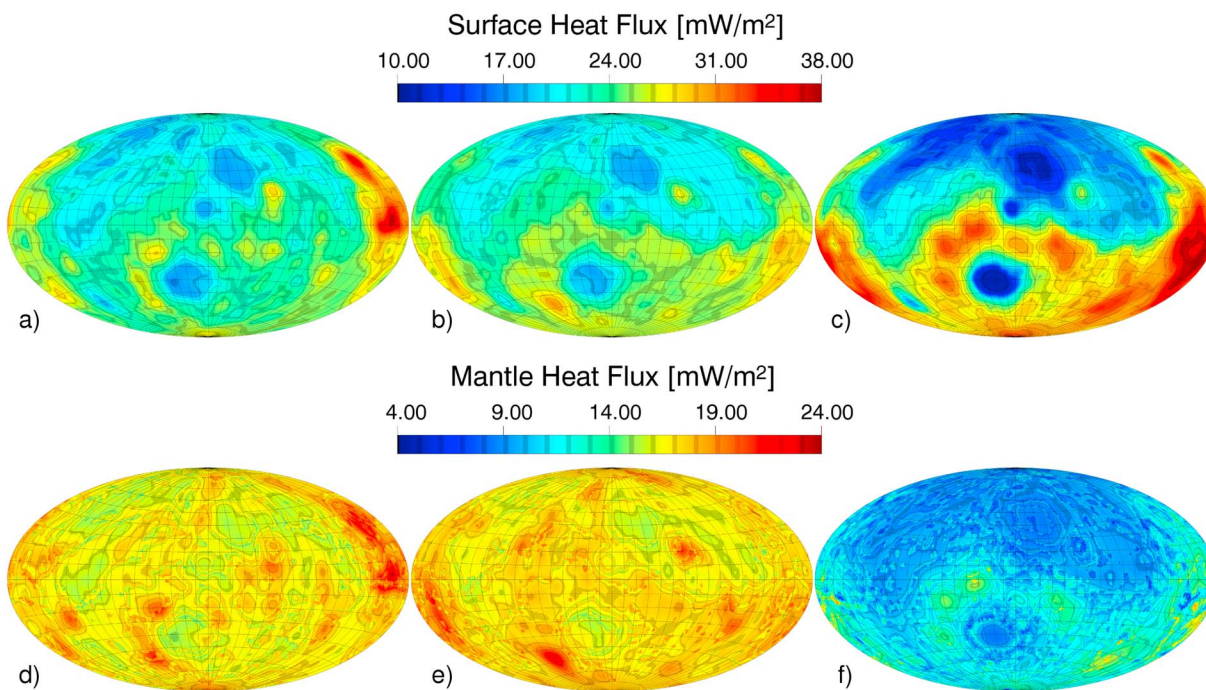 Surface Heat Flux [mW/m²]
10.00 17.00 24.00 31.00 38.00
a) b) c)
Mantle Heat Flux [mW/m²]
4.00 9.00 14.00 19.00 24.00
d) e) f)